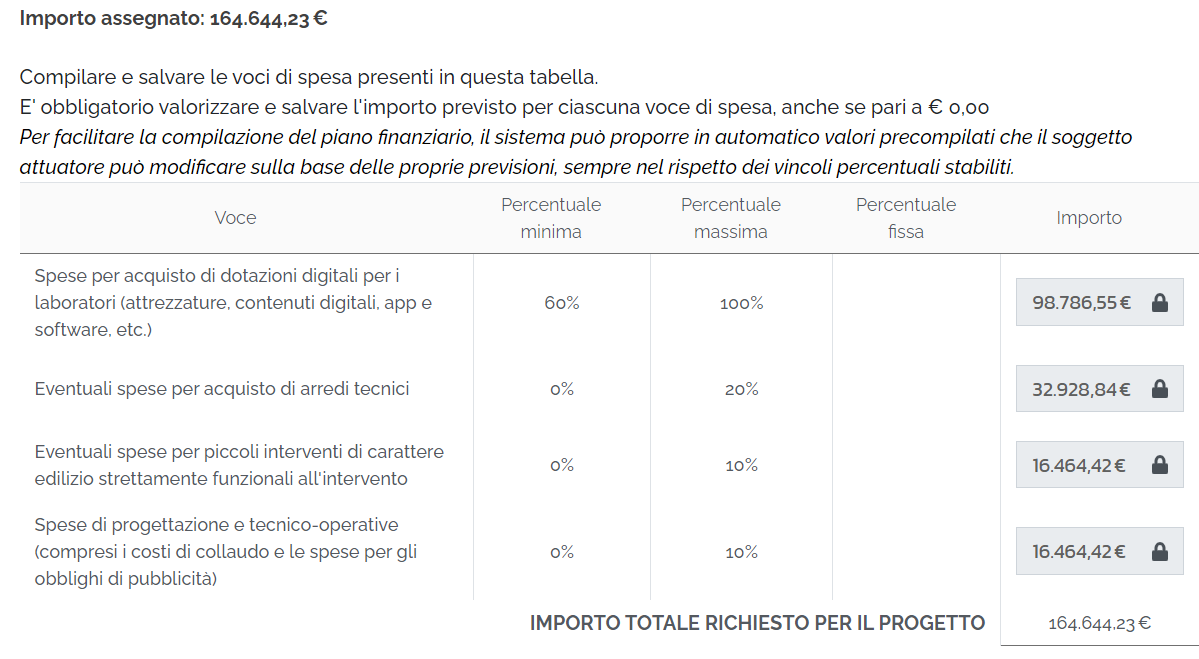 Importo assegnato: 164.644,23 €
Compilare e salvare le voci di spesa presenti in questa tabella.
E' obbligatorio valorizzare e salvare l'importo previsto per ciascuna voce di spesa, anche se pari a € 0,00
Per facilitare la compilazione del piano finanziario, il sistema può proporre in automatico valori precompilati che il soggetto
attuatore può modificare sulla base delle proprie previsioni, sempre nel rispetto dei vincoli percentuali stabiliti.
Voce
Percentuale
minima
Percentuale
massima
Percentuale
fissa
Importo
Spese per acquisto di dotazioni digitali per i
laboratori (attrezzature, contenuti digitali, app e
software, etc.)
60%
100%
98.786,55 €
Eventuali spese per acquisto di arredi tecnici
0%
20%
32.928,84 €
Eventuali spese per piccoli interventi di carattere
edilizio strettamente funzionali all'intervento
0%
10%
16.464,42 €
Spese di progettazione e tecnico-operative
(compresi i costi di collaudo e le spese per gli
obblighi di pubblicità)
0%
10%
16.464,42 €
IMPORTO TOTALE RICHIESTO PER IL PROGETTO
164.644,23 €